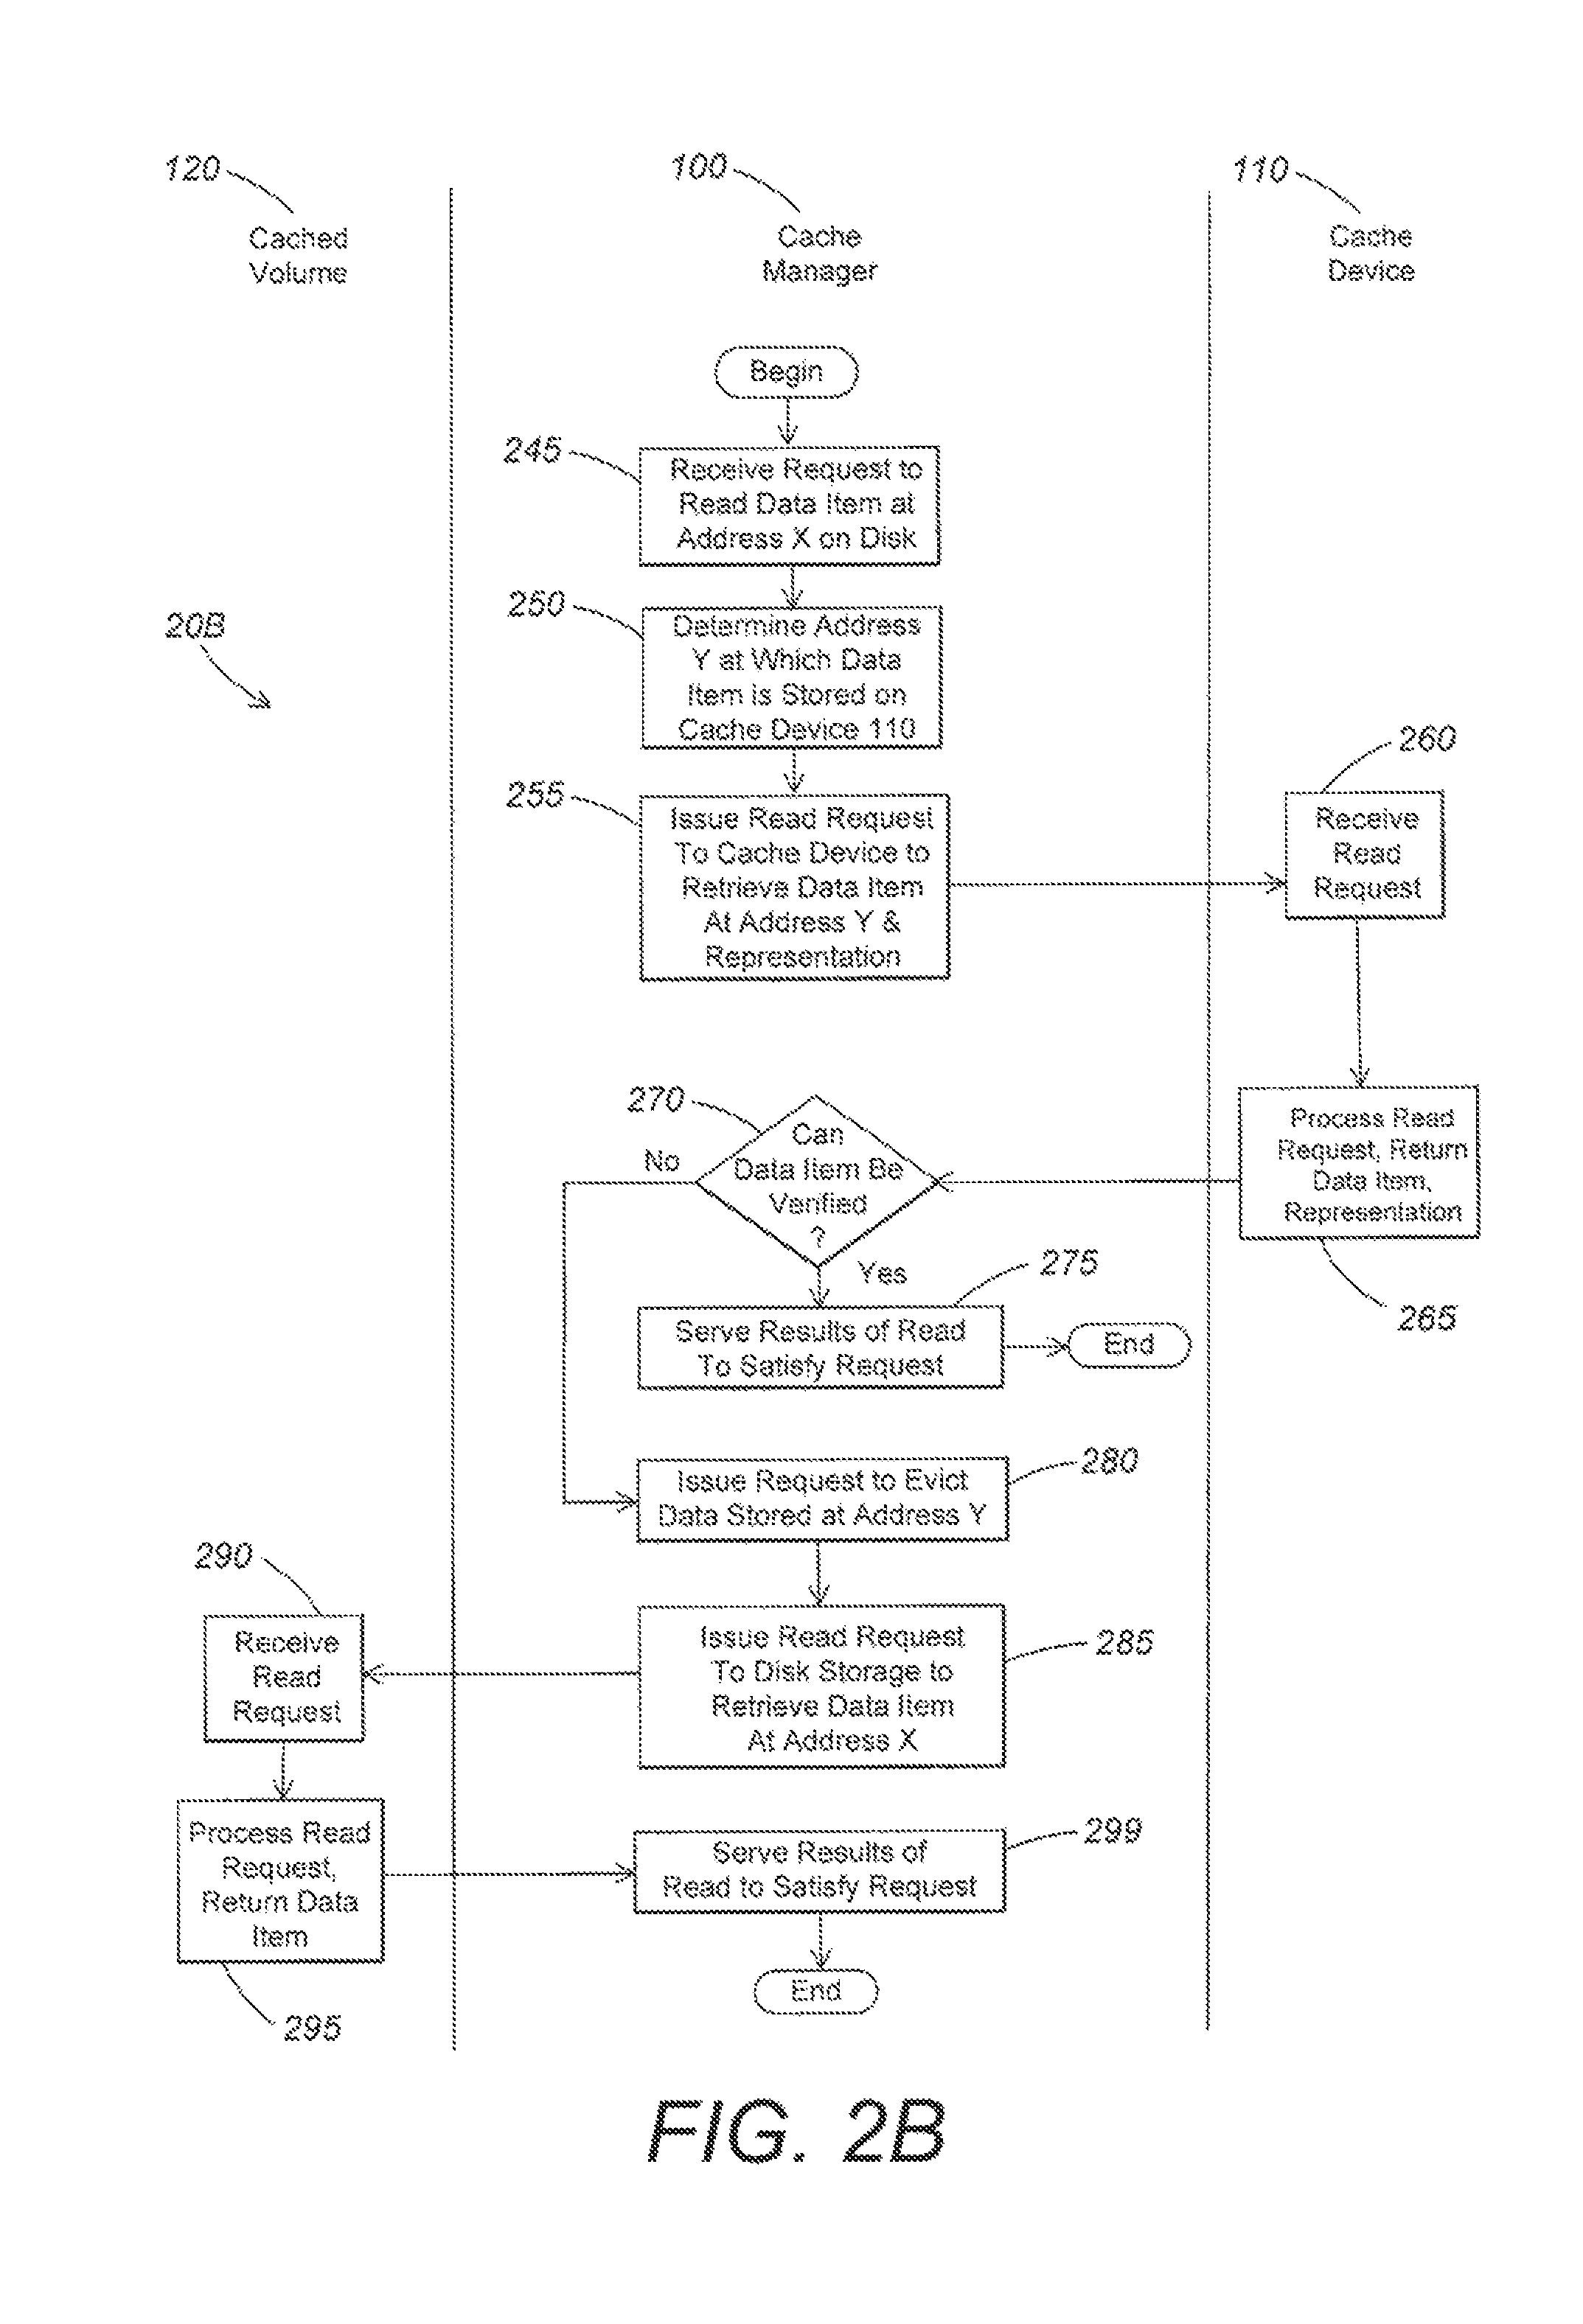 120
100
110
Cached
Volume
Cache
Manager
Cache
Device
Begin
245
Receive Request to
Read Data Item at
Address X on Disk
250
Determine Address
Y at Which Data
Item is Stored on
Cache Device 110
20B
255
Issue Read Request
To Cache Device to
Retrieve Data Item
At Address Y &
Representation
260
Receive
Read
Request
270
Can
Data Item Be
Verified
?
No
Yes
Process Read
Request, Return
Data Item,
Representation
265
275
Serve Results of Read
To Satisfy Request
End
280
Issue Request to Evict
Data Stored at Address Y
290
Receive
Read
Request
285
Issue Read Request
To Disk Storage to
Retrieve Data Item
At Address X
Process Read
Request,
Return Data
Item
295
299
Serve Results of
Read to Satisfy Request
End
FIG. 2B